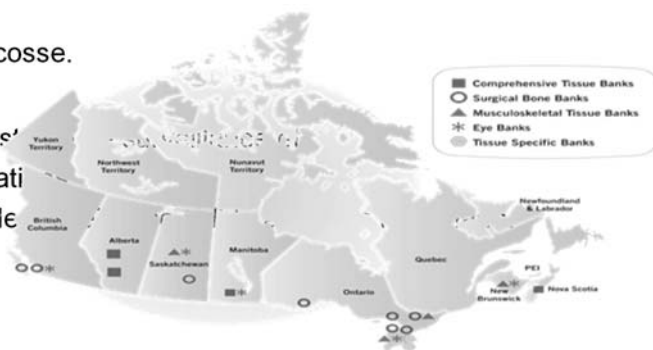 cosse.
Comprehensive Tissue Banks
Surgical Bone Banks
Musculoskeletal Tissue Banks
Eye Banks
Tissue Specific Banks
Yukon
Territory
Northwest
Territory
Nunavut
Territory
Newfoundland
& Labrador
British
Columbia
Alberta
Saskatchewan
Manitoba
Ontario
Quebec
PEI
New
Brunswick
Nova Scotia